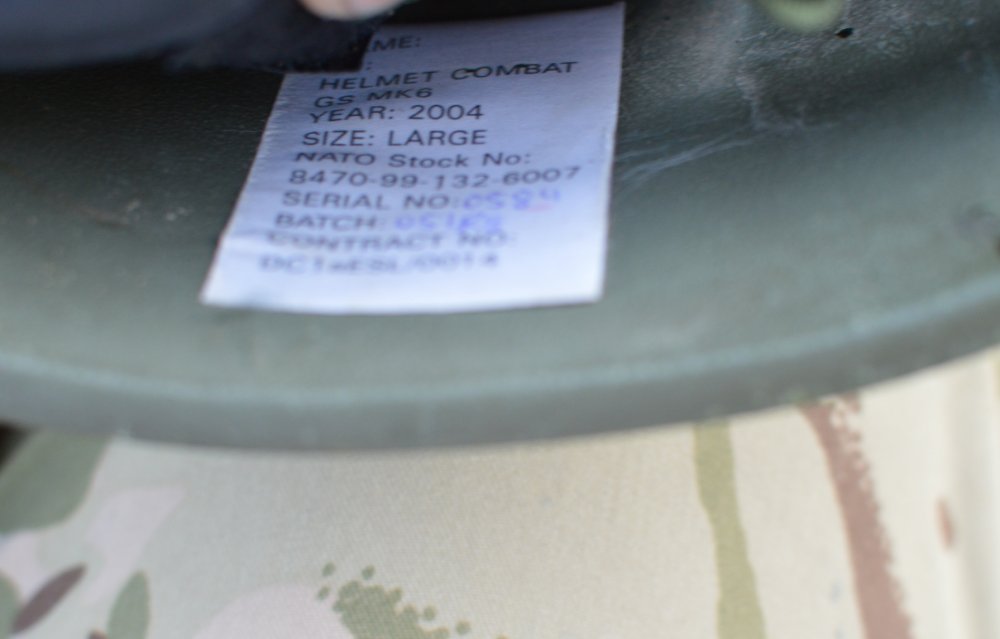 HELMET COMBAT
GS MK6
YEAR: 2004
SIZE: LARGE
NATO Stock No:
8470-99-132-6007
SERIAL NO: 0584
BATCH:
CONTRACT NO: